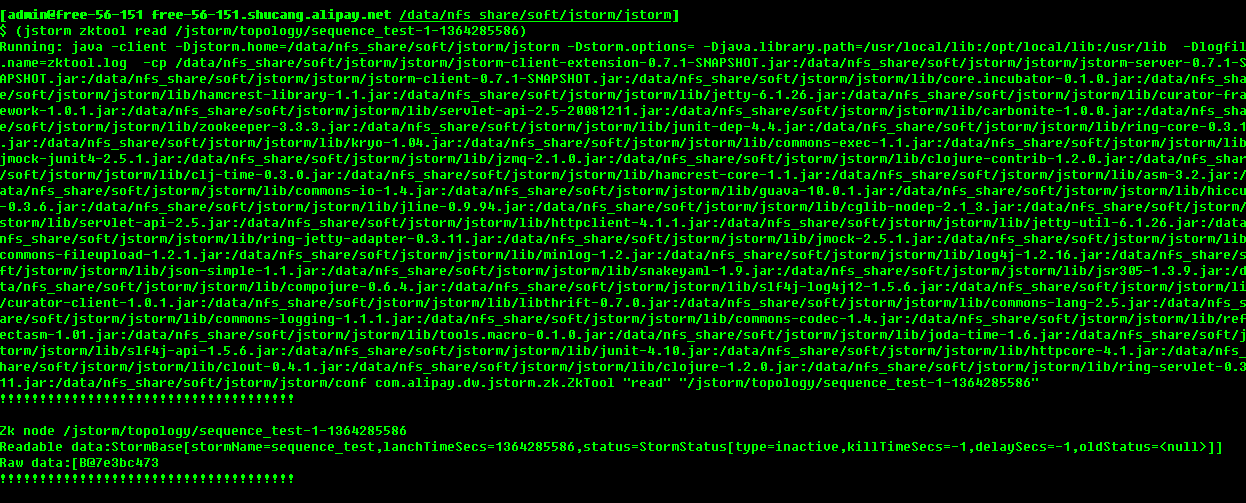 [admin@free-56-151 free-56-151.shucang.alipay.net /data/nfs_share/soft/jstorm/jstorm]
$ (jstorm zktool read /jstorm/topology/sequence_test-1-1364285586)
Running: java -client -Djstorm.home=/data/nfs_share/soft/jstorm/jstorm -Dstorm.options= -Djava.library.path=/usr/local/lib:/opt/local/lib:/usr/lib  -Dlogfil
.name=zktool.log  -cp /data/nfs_share/soft/jstorm/jstorm/jstorm-client-extension-0.7.1-SNAPSHOT.jar:/data/nfs_share/soft/jstorm/jstorm/jstorm-server-0.7.1-S
APSHOT.jar:/data/nfs_share/soft/jstorm/jstorm/jstorm-client-0.7.1-SNAPSHOT.jar:/data/nfs_share/soft/jstorm/jstorm/lib/core.incubator-0.1.0.jar:/data/nfs_sha
e/soft/jstorm/jstorm/lib/hamcrest-library-1.1.jar:/data/nfs_share/soft/jstorm/jstorm/lib/jetty-6.1.26.jar:/data/nfs_share/soft/jstorm/jstorm/lib/curator-fra
ework-1.0.1.jar:/data/nfs_share/soft/jstorm/jstorm/lib/servlet-api-2.5-20081211.jar:/data/nfs_share/soft/jstorm/jstorm/lib/carbonite-1.0.0.jar:/data/nfs_sha
e/soft/jstorm/jstorm/lib/zookeeper-3.3.3.jar:/data/nfs_share/soft/jstorm/jstorm/lib/junit-dep-4.4.jar:/data/nfs_share/soft/jstorm/jstorm/lib/ring-core-0.3.1
.jar:/data/nfs_share/soft/jstorm/jstorm/lib/kryo-1.04.jar:/data/nfs_share/soft/jstorm/jstorm/lib/commons-exec-1.1.jar:/data/nfs_share/soft/jstorm/jstorm/lib
jmock-junit4-2.5.1.jar:/data/nfs_share/soft/jstorm/jstorm/lib/jzmq-2.1.0.jar:/data/nfs_share/soft/jstorm/jstorm/lib/clojure-contrib-1.2.0.jar:/data/nfs_shar
/soft/jstorm/jstorm/lib/clj-time-0.3.0.jar:/data/nfs_share/soft/jstorm/jstorm/lib/hamcrest-core-1.1.jar:/data/nfs_share/soft/jstorm/jstorm/lib/asm-3.2.jar:/
ata/nfs_share/soft/jstorm/jstorm/lib/commons-io-1.4.jar:/data/nfs_share/soft/jstorm/jstorm/lib/guava-10.0.1.jar:/data/nfs_share/soft/jstorm/jstorm/lib/hiccu
-0.3.6.jar:/data/nfs_share/soft/jstorm/jstorm/lib/jline-0.9.94.jar:/data/nfs_share/soft/jstorm/jstorm/lib/cglib-nodep-2.1_3.jar:/data/nfs_share/soft/jstorm/
storm/lib/servlet-api-2.5.jar:/data/nfs_share/soft/jstorm/jstorm/lib/httpclient-4.1.1.jar:/data/nfs_share/soft/jstorm/jstorm/lib/jetty-util-6.1.26.jar:/data
nfs_share/soft/jstorm/jstorm/lib/ring-jetty-adapter-0.3.11.jar:/data/nfs_share/soft/jstorm/jstorm/lib/jmock-2.5.1.jar:/data/nfs_share/soft/jstorm/jstorm/lib
commons-fileupload-1.2.1.jar:/data/nfs_share/soft/jstorm/jstorm/lib/minlog-1.2.jar:/data/nfs_share/soft/jstorm/jstorm/lib/log4j-1.2.16.jar:/data/nfs_share/s
ft/jstorm/jstorm/lib/json-simple-1.1.jar:/data/nfs_share/soft/jstorm/jstorm/lib/snakeyaml-1.9.jar:/data/nfs_share/soft/jstorm/jstorm/lib/jsr305-1.3.9.jar:/d
ta/nfs_share/soft/jstorm/jstorm/lib/compojure-0.6.4.jar:/data/nfs_share/soft/jstorm/jstorm/lib/slf4j-log4j12-1.5.6.jar:/data/nfs_share/soft/jstorm/jstorm/li
/curator-client-1.0.1.jar:/data/nfs_share/soft/jstorm/jstorm/lib/libthrift-0.7.0.jar:/data/nfs_share/soft/jstorm/jstorm/lib/commons-lang-2.5.jar:/data/nfs_s
are/soft/jstorm/jstorm/lib/commons-logging-1.1.1.jar:/data/nfs_share/soft/jstorm/jstorm/lib/commons-codec-1.4.jar:/data/nfs_share/soft/jstorm/jstorm/lib/ref
ectasm-1.01.jar:/data/nfs_share/soft/jstorm/jstorm/lib/tools.macro-0.1.0.jar:/data/nfs_share/soft/jstorm/jstorm/lib/joda-time-1.6.jar:/data/nfs_share/soft/j
torm/jstorm/lib/slf4j-api-1.5.6.jar:/data/nfs_share/soft/jstorm/jstorm/lib/junit-4.10.jar:/data/nfs_share/soft/jstorm/jstorm/lib/httpcore-4.1.jar:/data/nfs_
hare/soft/jstorm/jstorm/lib/clout-0.4.1.jar:/data/nfs_share/soft/jstorm/jstorm/lib/clojure-1.2.0.jar:/data/nfs_share/soft/jstorm/jstorm/lib/ring-servlet-0.3
11.jar:/data/nfs_share/soft/jstorm/jstorm/conf com.alipay.dw.jstorm.zk.ZkTool "read" "/jstorm/topology/sequence_test-1-1364285586"
!!!!!!!!!!!!!!!!!!!!!!!!!!!!!!!!!!!!!
Zk node /jstorm/topology/sequence_test-1-1364285586
Readable data:StormBase[stormName=sequence_test,lanchTimeSecs=1364285586,status=StormStatus[type=inactive,killTimeSecs=-1,delaySecs=-1,oldStatus=<null>]]
Raw data:[B@7e3bc473
!!!!!!!!!!!!!!!!!!!!!!!!!!!!!!!!!!!!!